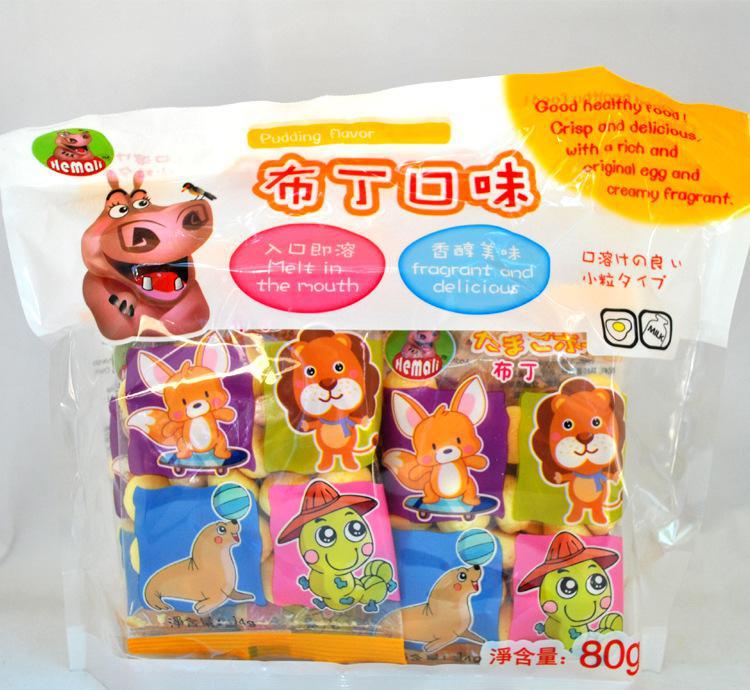 Hemali
Pudding flavor
布丁口味
入口即溶
Melt in
the mouth
香醇美味
fragrant and
delicious
Good healthy food!
Crisp and delicious,
with a rich and
original egg and
creamy fragrant.
口溶けの良い
小粒タイプ
MILK
Hemali
たまご
布丁
淨含量: 80g